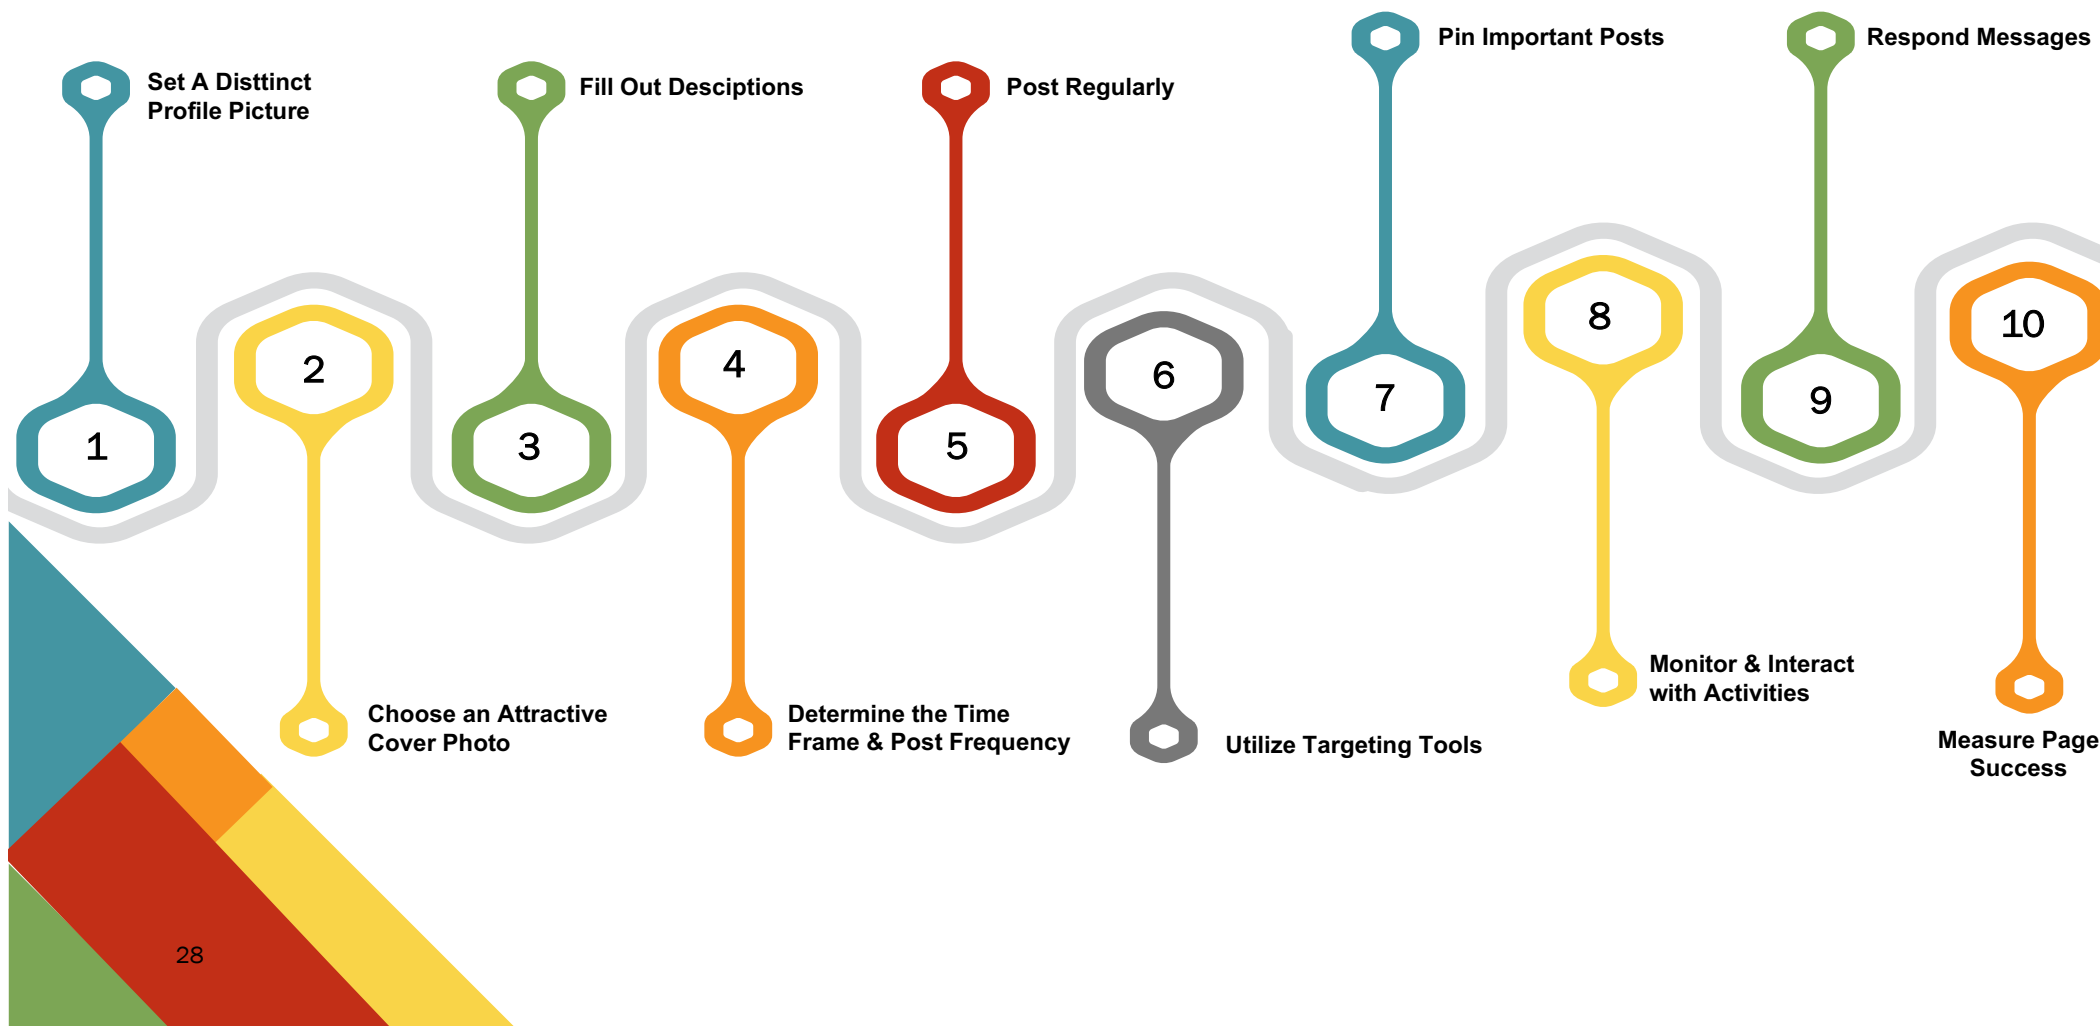 1
Set A Disttinct
Profile Picture
2
Choose an Attractive
Cover Photo
3
Fill Out Desciptions
4
Determine the Time
Frame & Post Frequency
5
Post Regularly
6
Utilize Targeting Tools
7
Pin Important Posts
8
Monitor & Interact
with Activities
9
Respond Messages
10
Measure Page
Success
28